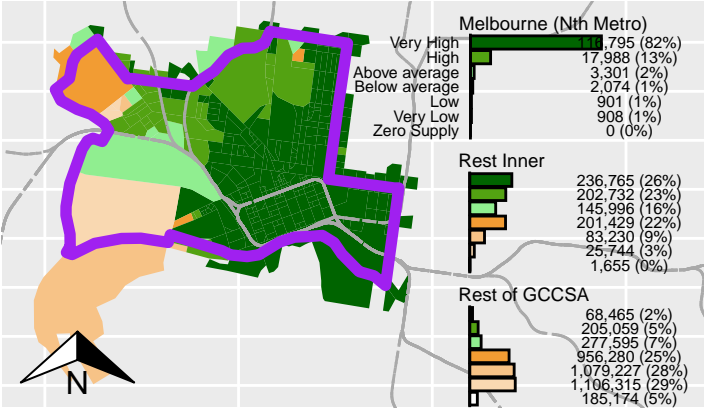 Melbourne (Nth Metro)
Very High (82%)
High 17,988 (13%)
Above average 3,301 (2%)
Below average 2,074 (1%)
Low 901 (1%)
Very Low 908 (1%)
Zero Supply 0 (0%)
Rest Inner
236,765 (26%)
202,732 (23%)
145,996 (16%)
201,429 (22%)
83,230 (9%)
25,744 (3%)
1,655 (0%)
Rest of GCCSA
68,465 (2%)
205,059 (5%)
277,595 (7%)
956,280 (25%)
1,079,227 (28%)
1,106,315 (29%)
185,174 (5%)
N